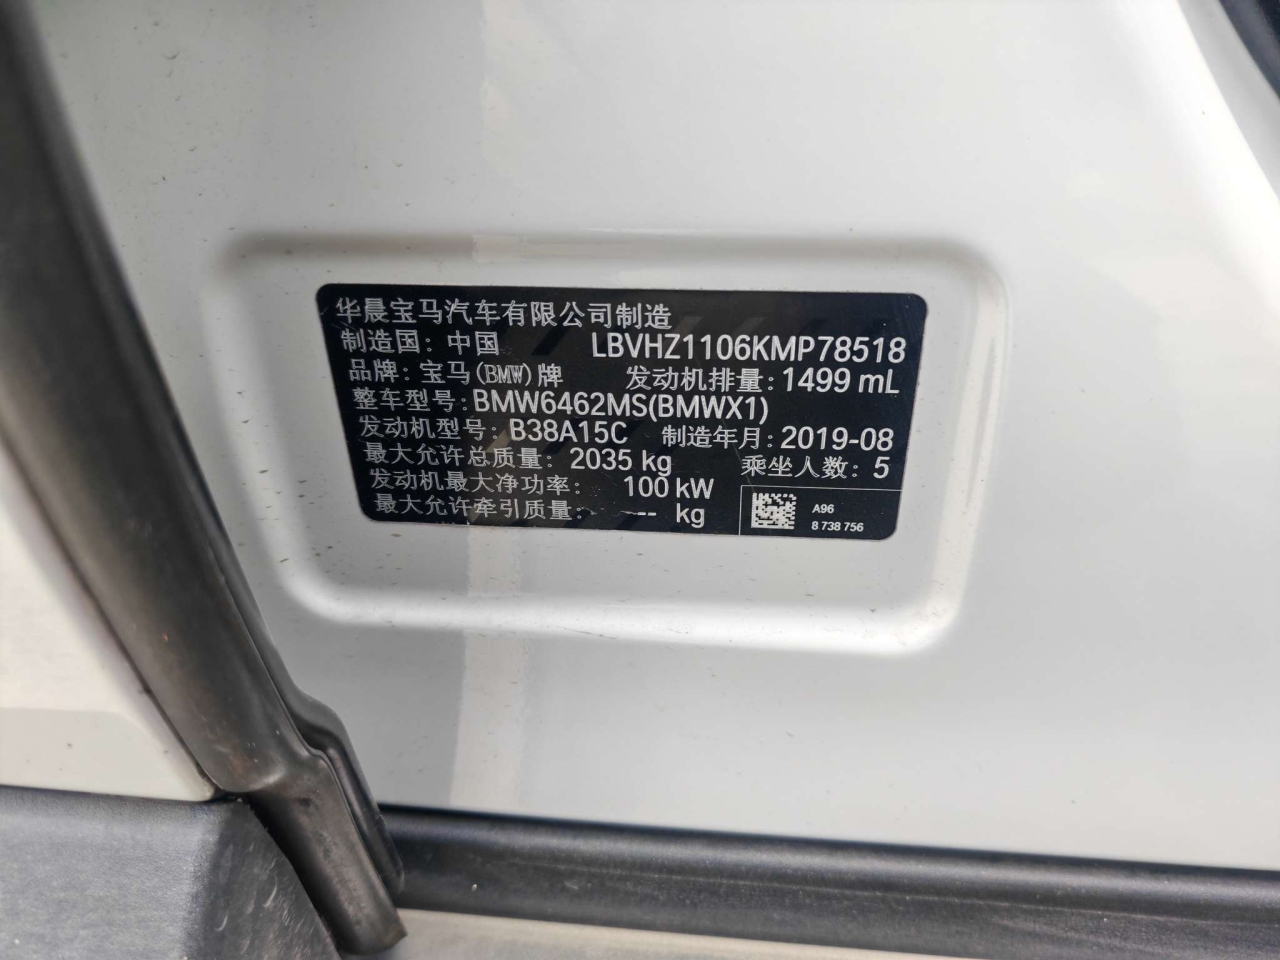 华晨宝马汽车有限公司制造
制造国：中国 LBVHZ1106KMP78518
品牌：宝马(BMW)牌 发动机排量：1499 mL
整车型号：BMW6462MS(BMWX1)
发动机型号：B38A15C 制造年月：2019-08
最大允许总质量：2035 kg 乘坐人数：5
发动机最大净功率：100 kW
最大允许牵引质量：--- kg
A96
8 738 756